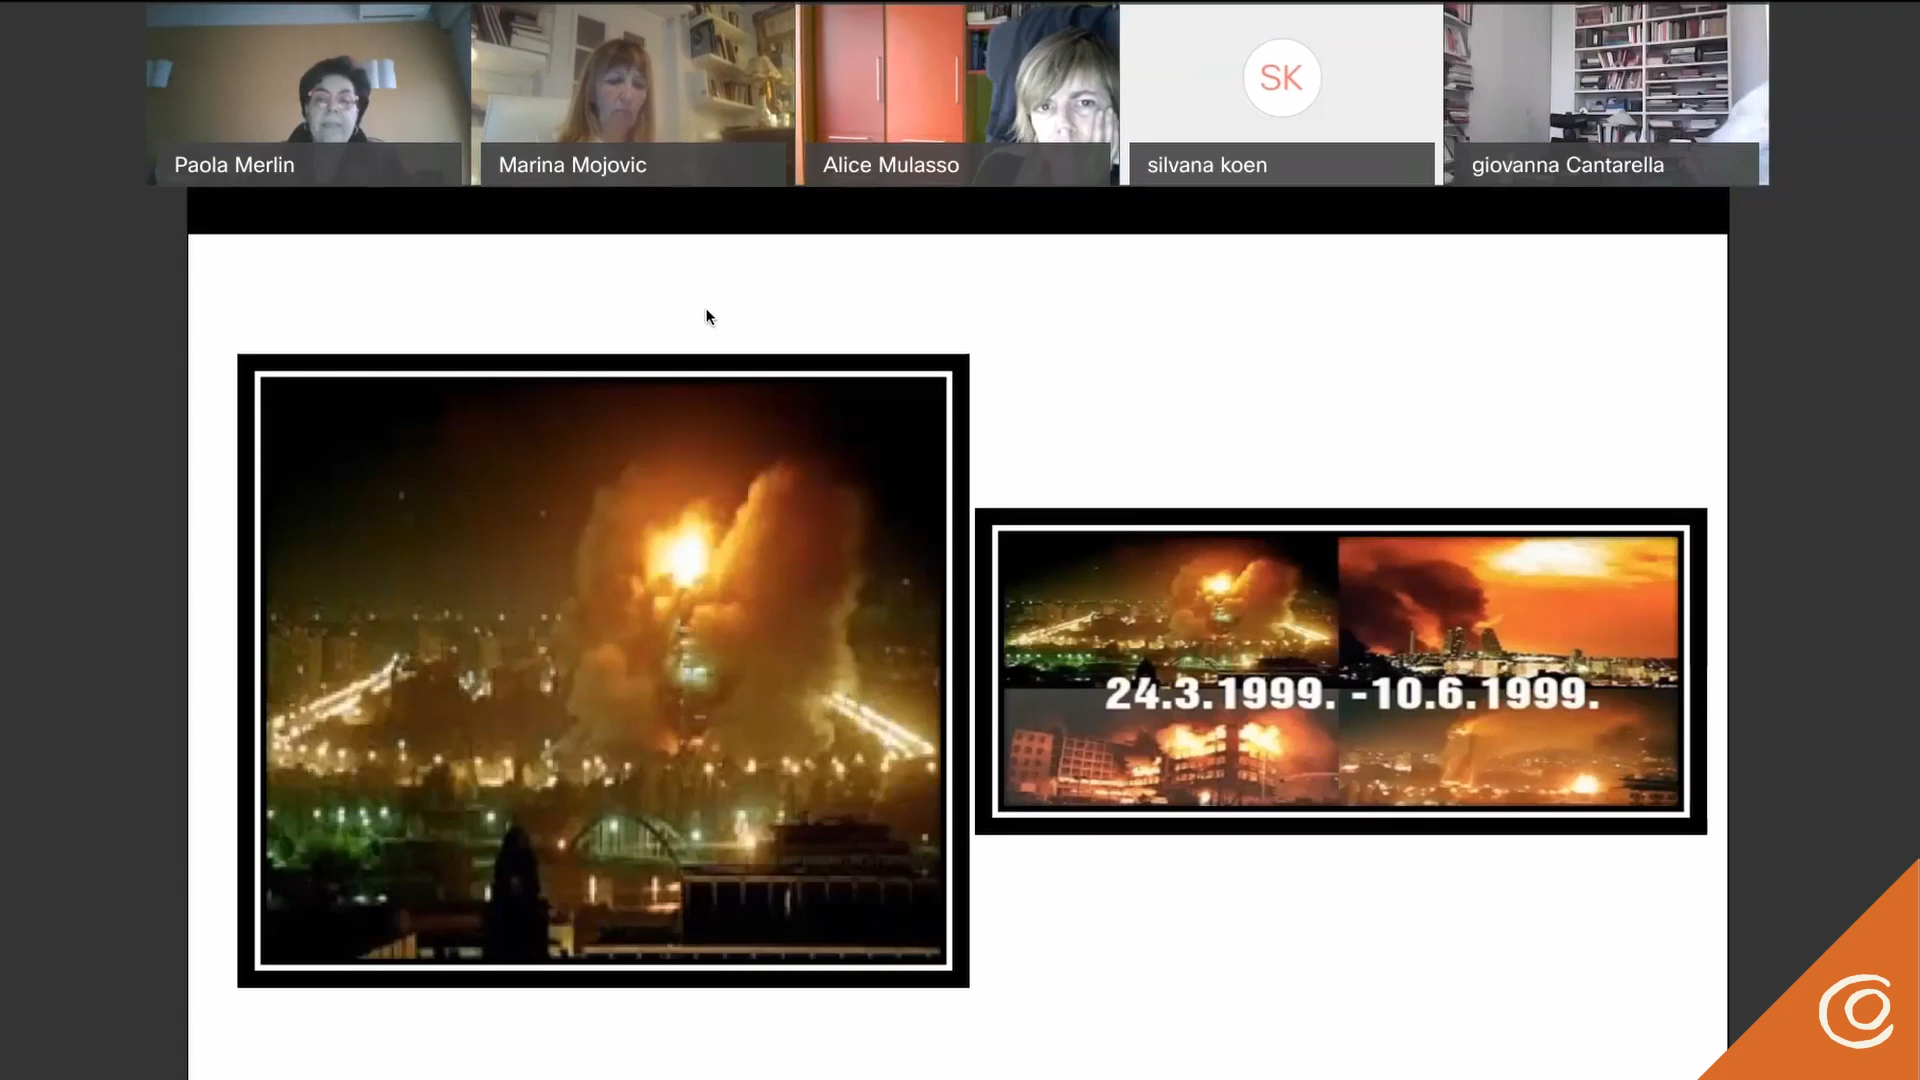 Paola Merlin
Marina Mojovic
Alice Mulasso
SK
silvana koen
giovanna Cantarella
24.3.1999. -10.6.1999.